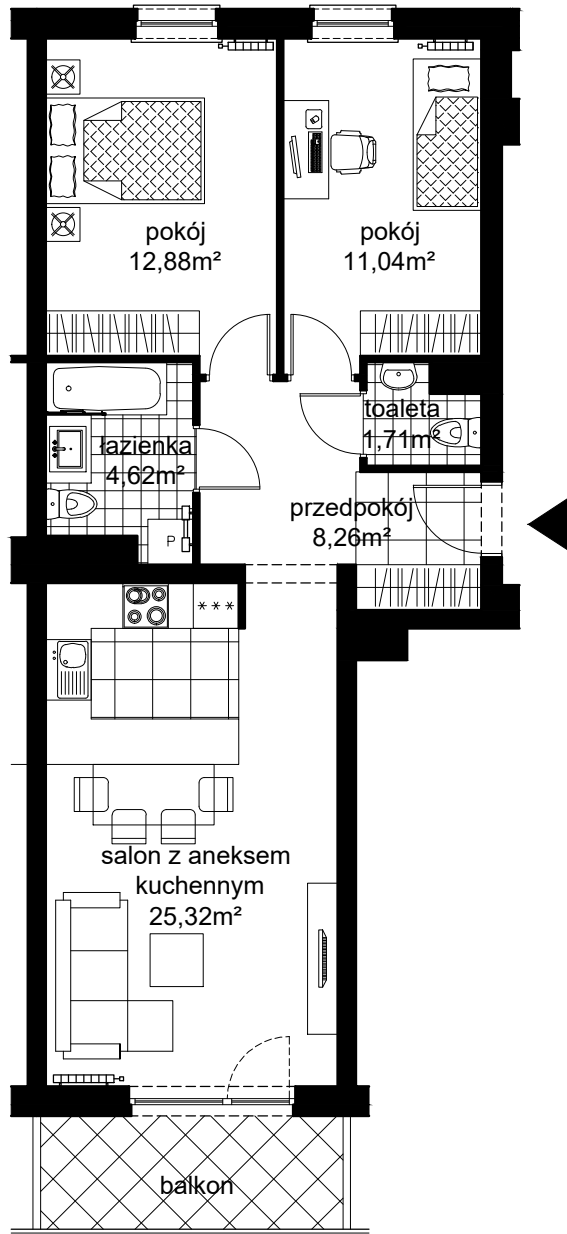 pokój
12,88m²
pokój
11,04m²
toaleta
1,71m²
łazienka
4,62m²
przedpokój
8,26m²
P
***
salon z aneksem
kuchennym
25,32m²
balkon